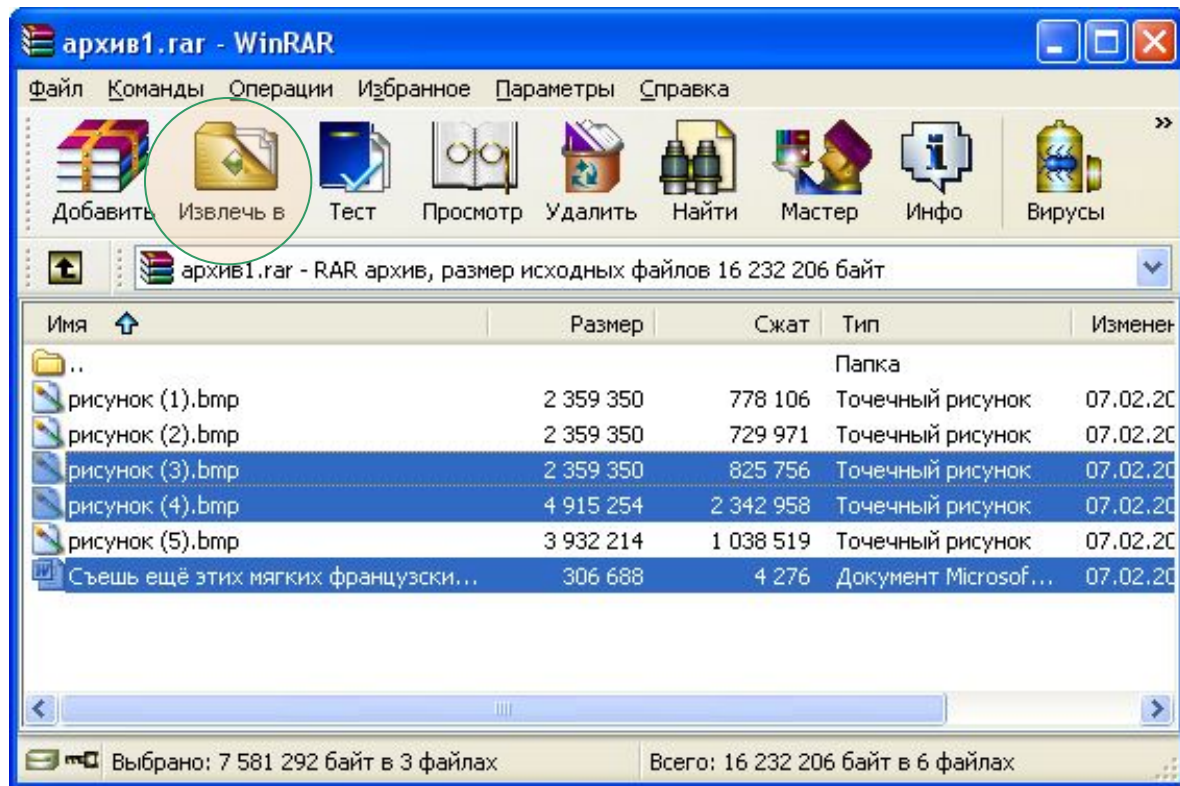 архив1.rar - WinRAR
Файл Команды Операции Избранное Параметры Справка
Добавить Извлечь в Тест Просмотр Удалить Найти Мастер Инфо Вирусы
архив1.rar - RAR архив, размер исходных файлов 16 232 206 байт
Имя Размер Сжат Тип Изменен
.. Папка
рисунок (1).bmp 2 359 350 778 106 Точечный рисунок 07.02.20
рисунок (2).bmp 2 359 350 729 971 Точечный рисунок 07.02.20
рисунок (3).bmp 2 359 350 825 756 Точечный рисунок 07.02.20
рисунок (4).bmp 4 915 254 2 342 958 Точечный рисунок 07.02.20
рисунок (5).bmp 3 932 214 1 038 519 Точечный рисунок 07.02.20
Съешь ещё этих мягких французски... 306 688 4 276 Документ Microsof... 07.02.20
Выбрано: 7 581 292 байт в 3 файлах Всего: 16 232 206 байт в 6 файлах